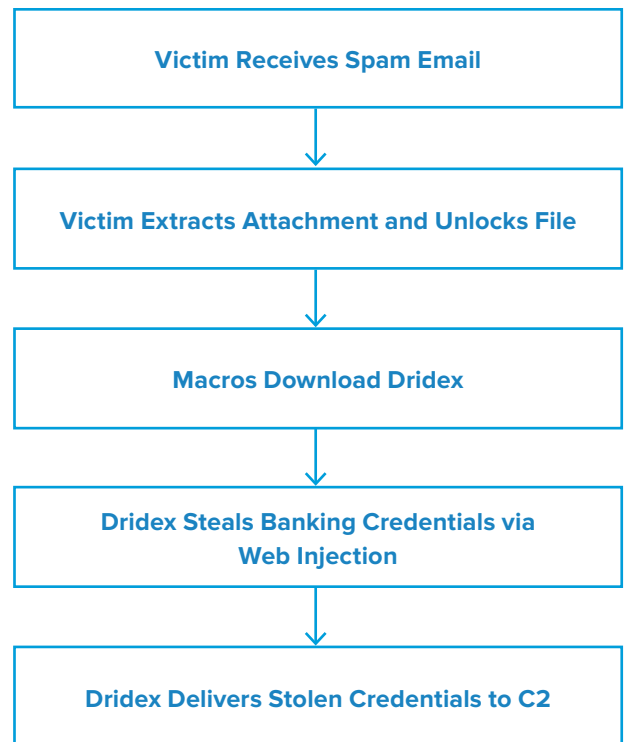 Victim Receives Spam Email
Victim Extracts Attachment and Unlocks File
Macros Download Dridex
Dridex Steals Banking Credentials via
Web Injection
Dridex Delivers Stolen Credentials to C2